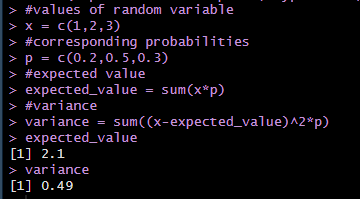 > #values of random variable
> x = c(1,2,3)
> #corresponding probabilities
> p = c(0.2,0.5,0.3)
> #expected value
> expected_value = sum(x*p)
> #variance
> variance = sum((x-expected_value)^2*p)
> expected_value
[1] 2.1
> variance
[1] 0.49